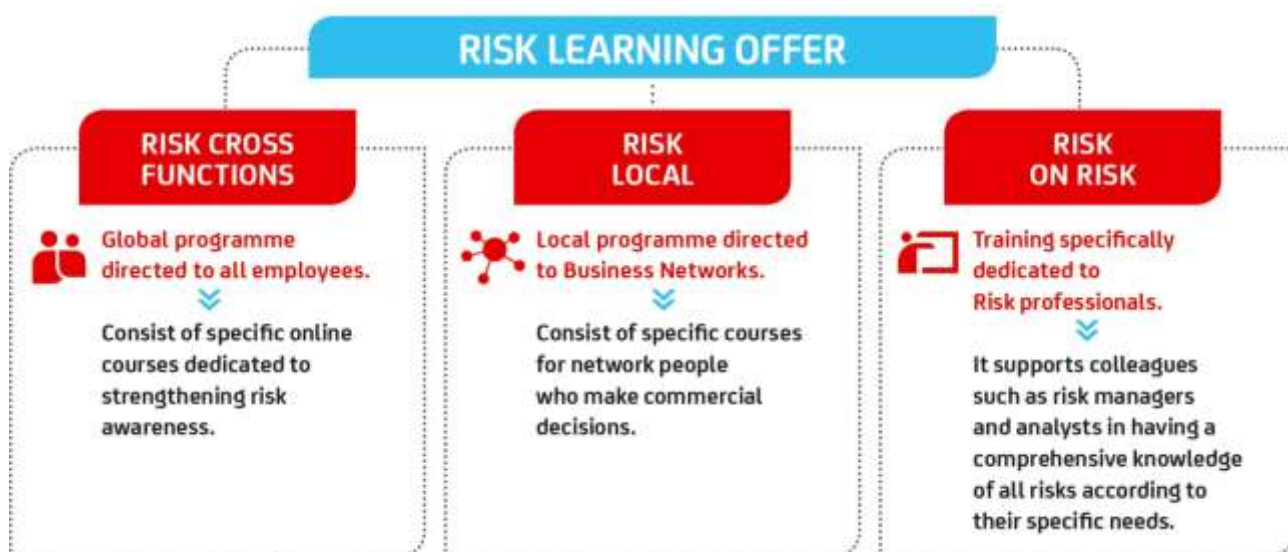 RISK LEARNING OFFER
RISK CROSS
FUNCTIONS
Global programme
directed to all employees.
Consist of specific online
courses dedicated to
strengthening risk
awareness.
RISK
LOCAL
Local programme directed
to Business Networks.
Consist of specific courses
for network people
who make commercial
decisions.
RISK
ON RISK
Training specifically
dedicated to
Risk professionals.
It supports colleagues
such as risk managers
and analysts in having a
comprehensive knowledge
of all risks according to
their specific needs.